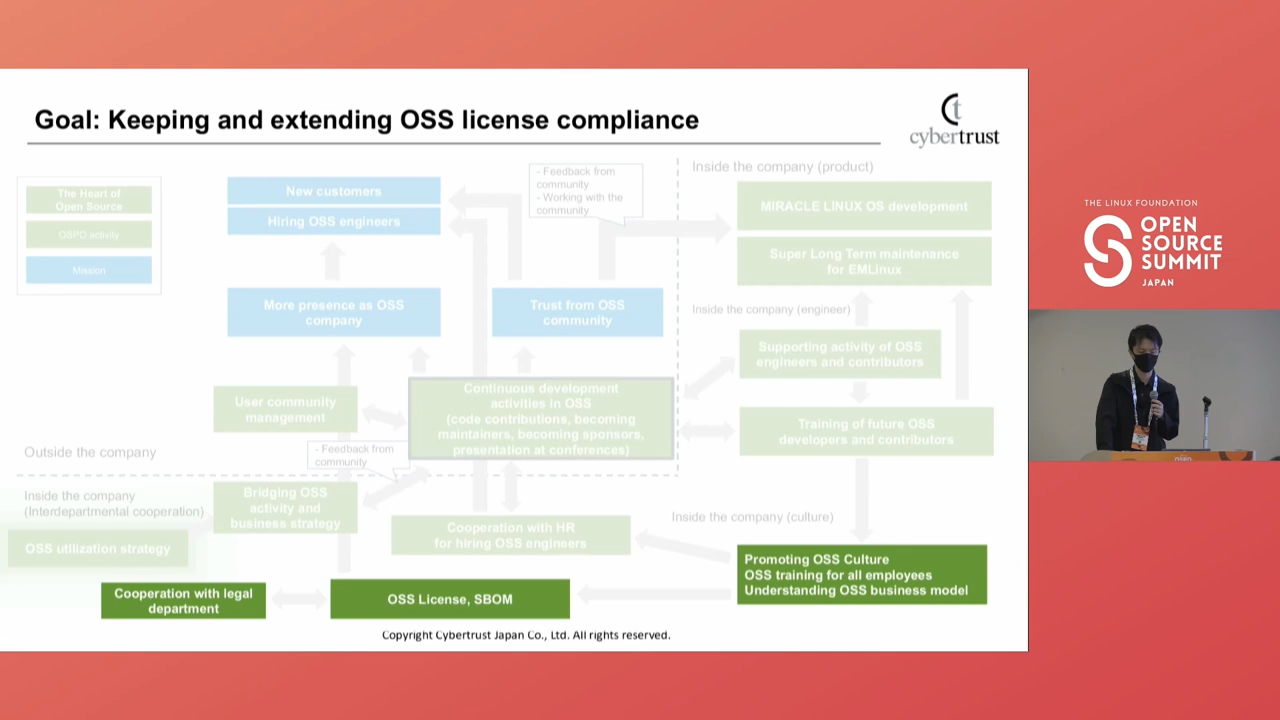 Goal: Keeping and extending OSS license compliance
cybertrust
The Heart of
Open Source
OSPO activity
Mission
New customers
Hiring OSS engineers
- Feedback from
community
- Working with the
community
Inside the company (product)
MIRACLE LINUX OS development
Super Long Term maintenance
for EMLinux
More presence as OSS
company
Trust from OSS
community
Inside the company (engineer)
Supporting activity of OSS
engineers and contributors
User community
management
Continuous development
activities in OSS
(code contributions, becoming
maintainers, becoming sponsors,
presentation at conferences)
Training of future OSS
developers and contributors
Outside the company
- Feedback from
community
Inside the company
(Interdepartmental cooperation)
Bridging OSS
activity and
business strategy
OSS utilization strategy
Cooperation with HR
for hiring OSS engineers
Inside the company (culture)
Promoting OSS Culture
OSS training for all employees
Understanding OSS business model
Cooperation with legal
department
OSS License, SBOM
Copyright Cybertrust Japan Co., Ltd. All rights reserved.
THE LINUX FOUNDATION
OPEN
SOURCE
SUMMIT
JAPAN